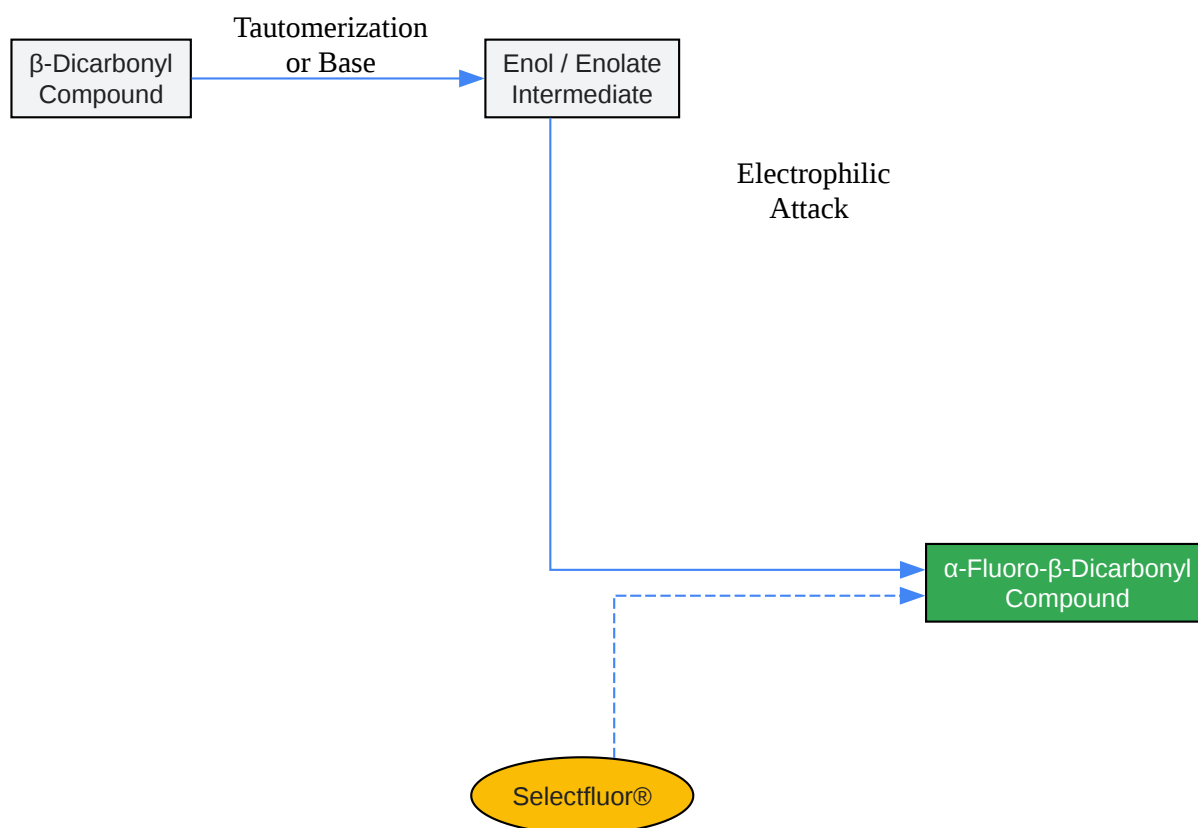 β-Dicarbonyl
Compound
Tautomerization
or Base
Enol / Enolate
Intermediate
Electrophilic
Attack
α-Fluoro-β-Dicarbonyl
Compound
Selectfluor®